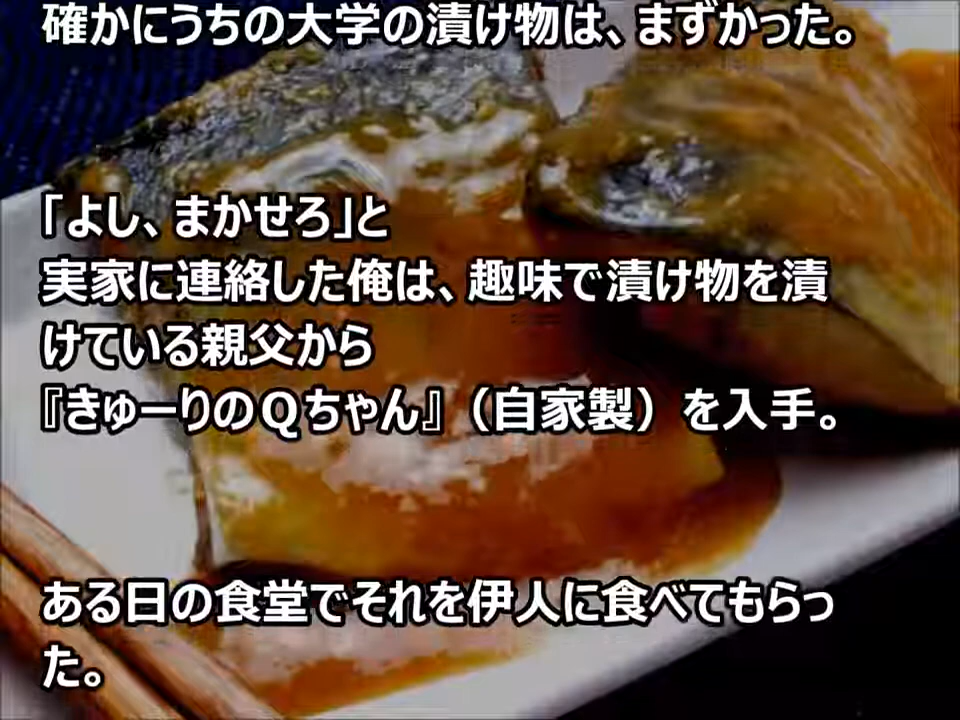 確かにうちの大学の漬け物は、まずかった。
「よし、まかせろ」と
実家に連絡した俺は、趣味で漬け物を漬
けている親父から
『きゅーりのQちゃん』（自家製）を入手。
ある日の食堂でそれを伊人に食べてもらっ
た。